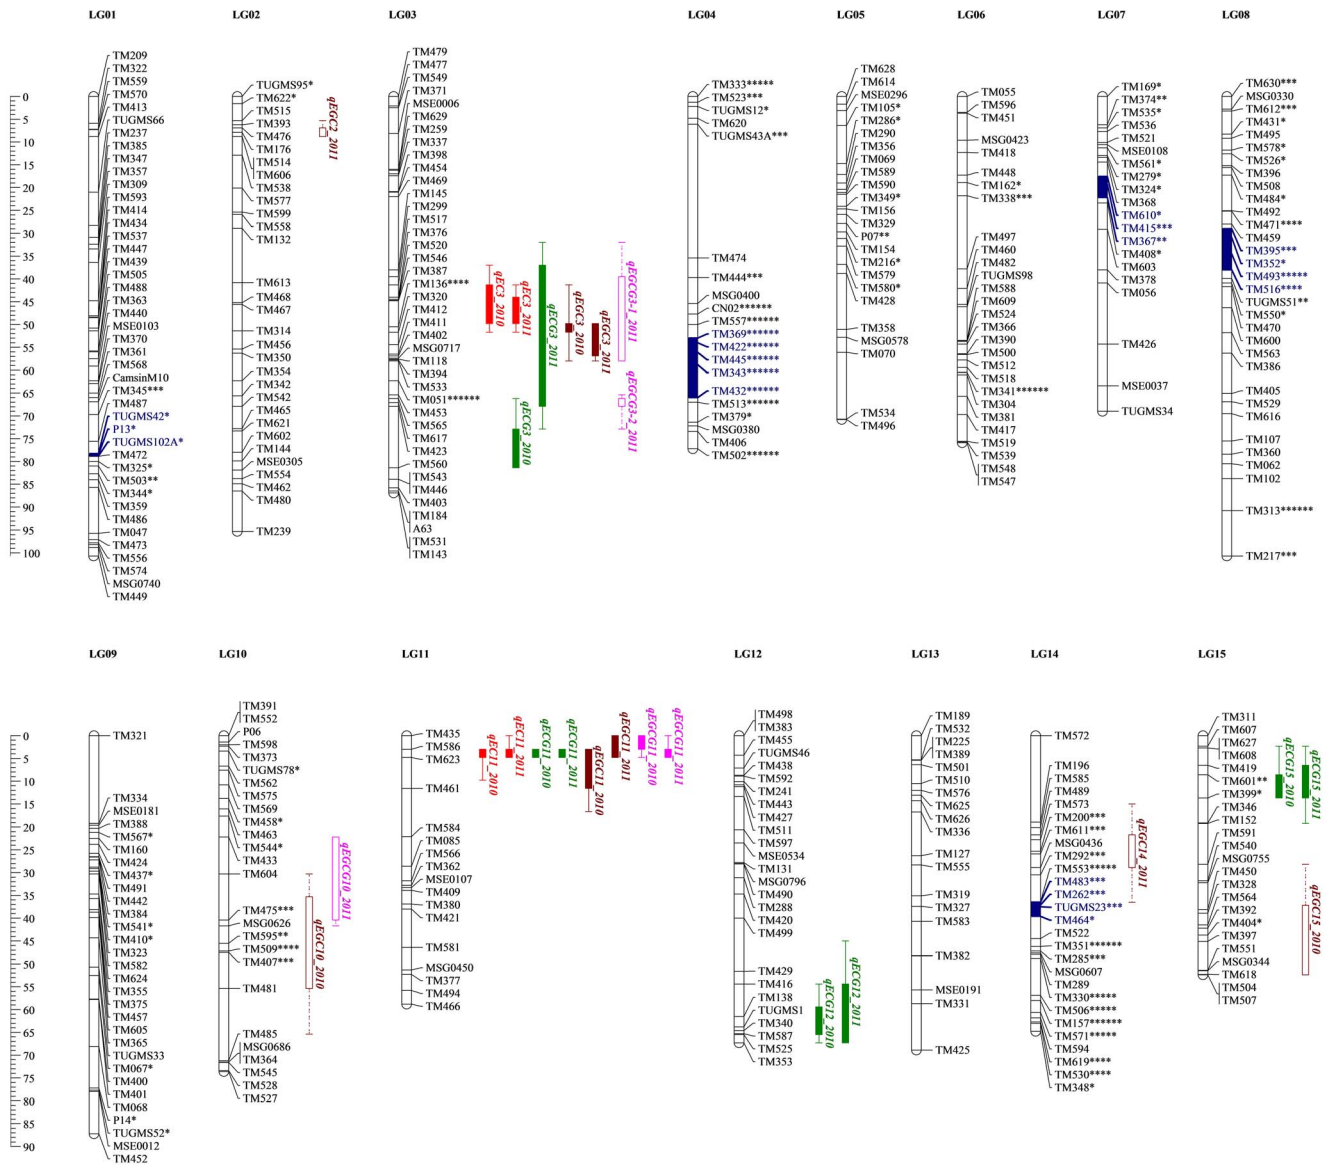 LG01
TM209
TM322
TM559
TM570
TM413
TUGMS66
TM237
TM385
TM347
TM357
TM309
TM593
TM414
TM434
TM537
TM447
TM439
TM505
TM488
TM363
TM440
MSE0103
TM370
TM361
TM568
CamsinM10
TM345***
TM487
TUGMS42*
P13*
TUGMS102A*
TM472
TM325*
TM503**
TM344*
TM359
TM486
TM047
TM473
TM556
TM574
MSG0740
TM449
0
5
10
15
20
25
30
35
40
45
50
55
60
65
70
75
80
85
90
95
100
LG02
TUGMS95*
TM622*
TM515
TM393
TM476
TM176
TM514
TM606
TM538
TM577
TM599
TM558
TM132
TM613
TM468
TM467
TM314
TM456
TM350
TM354
TM342
TM542
TM465
TM621
TM602
TM144
MSE0305
TM554
TM462
TM480
TM239
qEGC2_2011
LG03
TM479
TM477
TM549
TM371
MSE0006
TM629
TM259
TM337
TM398
TM454
TM469
TM145
TM299
TM517
TM376
TM520
TM546
TM387
TM136****
TM320
TM412
TM411
TM402
MSG0717
TM118
TM394
TM533
TM051******
TM453
TM565
TM617
TM423
TM560
TM543
TM446
TM403
TM184
A63
TM531
TM143
qEC3_2010
qEC3_2011
qECG3_2011
qECG3_2010
qEGC3_2010
qEGC3_2011
qEGCG3-1_2011
qEGCG3-2_2011
LG04
TM333*****
TM523***
TUGMS12*
TM620
TUGMS43A***
TM474
TM444***
MSG0400
CN02******
TM557******
TM369******
TM422******
TM445******
TM343******
TM432******
TM513******
TM379*
MSG0380
TM406
TM502******
LG05
TM628
TM614
MSE0296
TM105*
TM286*
TM290
TM356
TM069
TM589
TM590
TM349*
TM156
TM329
P07**
TM154
TM216*
TM579
TM580*
TM428
TM358
MSG0578
TM070
TM534
TM496
LG06
TM055
TM596
TM451
MSG0423
TM418
TM448
TM162*
TM338***
TM497
TM460
TM482
TUGMS98
TM588
TM609
TM524
TM366
TM390
TM500
TM512
TM518
TM341******
TM304
TM381
TM417
TM519
TM539
TM548
TM547
LG07
TM169*
TM374**
TM535*
TM536
TM521
MSE0108
TM561*
TM279*
TM324*
TM368
TM610*
TM415***
TM367**
TM408*
TM603
TM378
TM056
TM426
MSE0037
TUGMS34
LG08
TM630***
MSG0330
TM612***
TM431*
TM495
TM578*
TM526*
TM396
TM508
TM484*
TM492
TM471****
TM459
TM395***
TM352*
TM493*****
TM516****
TUGMS51**
TM550*
TM470
TM600
TM563
TM386
TM405
TM529
TM616
TM107
TM360
TM062
TM102
TM313******
TM217***
LG09
TM321
TM334
MSE0181
TM388
TM567*
TM160
TM424
TM437*
TM491
TM442
TM384
TM541*
TM410*
TM323
TM582
TM624
TM355
TM375
TM457
TM605
TM365
TUGMS33
TM067*
TM400
TM401
TM068
P14*
TUGMS52*
MSE0012
TM452
0
5
10
15
20
25
30
35
40
45
50
55
60
65
70
75
80
85
90
LG10
TM391
TM552
P06
TM598
TM373
TUGMS78*
TM562
TM575
TM569
TM458*
TM463
TM544*
TM433
TM604
TM475***
MSG0626
TM595**
TM509****
TM407***
TM481
TM485
MSG0686
TM364
TM545
TM528
TM527
qEGC10_2010
qEGCG10_2011
LG11
TM435
TM586
TM623
TM461
TM584
TM085
TM566
TM362
MSE0107
TM409
TM380
TM421
TM581
MSG0450
TM377
TM494
TM466
qEC11_2010
qEC11_2011
qECG11_2010
qECG11_2011
qEGC11_2010
qEGC11_2011
qEGCG11_2010
qEGCG11_2011
LG12
TM498
TM383
TM455
TUGMS46
TM438
TM592
TM241
TM443
TM427
TM511
TM597
MSE0534
TM131
MSG0796
TM490
TM288
TM420
TM499
TM429
TM416
TM138
TUGMS1
TM340
TM587
TM525
TM353
qECG12_2010
qECG12_2011
LG13
TM189
TM532
TM225
TM389
TM501
TM510
TM576
TM625
TM626
TM336
TM127
TM555
TM319
TM327
TM583
TM382
MSE0191
TM331
TM425
LG14
TM572
TM196
TM585
TM489
TM573
TM200***
TM611***
MSG0436
TM292***
TM553*****
TM483***
TM262***
TUGMS23***
TM464*
TM522
TM351******
TM285***
MSG0607
TM289
TM330*****
TM506*****
TM157******
TM571*****
TM594
TM619****
TM530****
TM348*
qEGC14_2011
LG15
TM311
TM607
TM627
TM608
TM419
TM601**
TM399*
TM346
TM152
TM591
TM540
MSG0755
TM450
TM328
TM564
TM392
TM404*
TM397
TM551
MSG0344
TM618
TM504
TM507
qECG15_2010
qECG15_2011
qEGC15_2010